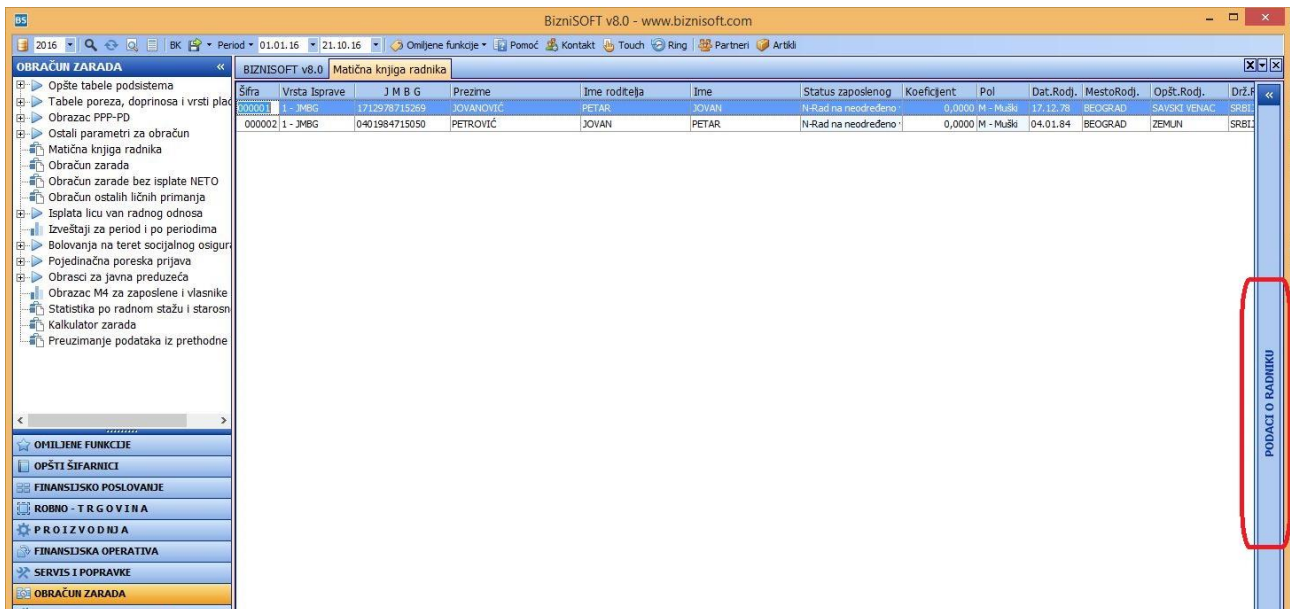 BS BizniSOFT v8.0 - www.biznisoft.com
2016 BK Period 01.01.16 21.10.16 Omiljene funkcije Pomoć Kontakt Touch Ring Partneri Artikli
OBRAČUN ZARADA «
Opšte tabele podsistema
Tabele poreza, doprinosa i vrsti plać
Obrazac PPP-PD
Ostali parametri za obračun
Matična knjiga radnika
Obračun zarada
Obračun zarade bez isplate NETO
Obračun ostalih ličnih primanja
Isplata licu van radnog odnosa
Izveštaji za period i po periodima
Bolovanja na teret socijalnog osigura
Pojedinačna poreska prijava
Obrasci za javna preduzeća
Obrazac M4 za zaposlene i vlasnike
Statistika po radnom stažu i starosn
Kalkulator zarada
Preuzimanje podataka iz prethodne
OMILJENE FUNKCIJE
OPŠTI ŠIFARNICI
FINANSIJSKO POSLOVANJE
ROBNO - T R G O V I N A
P R O I Z V O D NJ A
FINANSIJSKA OPERATIVA
SERVIS I POPRAVKE
OBRAČUN ZARADA
BIZNISOFT v8.0 Matična knjiga radnika
Šifra Vrsta Isprave J M B G Prezime Ime roditelja Ime Status zaposlenog Koeficijent Pol Dat.Rodj. MestoRodj. Opšt.Rodj. Drž.R
000001 1 - JMBG 1712978715269 JOVANOVIĆ PETAR JOVAN N-Rad na neodređeno 0,0000 M - Muški 17.12.78 BEOGRAD SAVSKI VENAC SRBIJ
000002 1 - JMBG 0401984715050 PETROVIĆ JOVAN PETAR N-Rad na neodređeno 0,0000 M - Muški 04.01.84 BEOGRAD ZEMUN SRBIJ
«
PODACI O RADNIKU